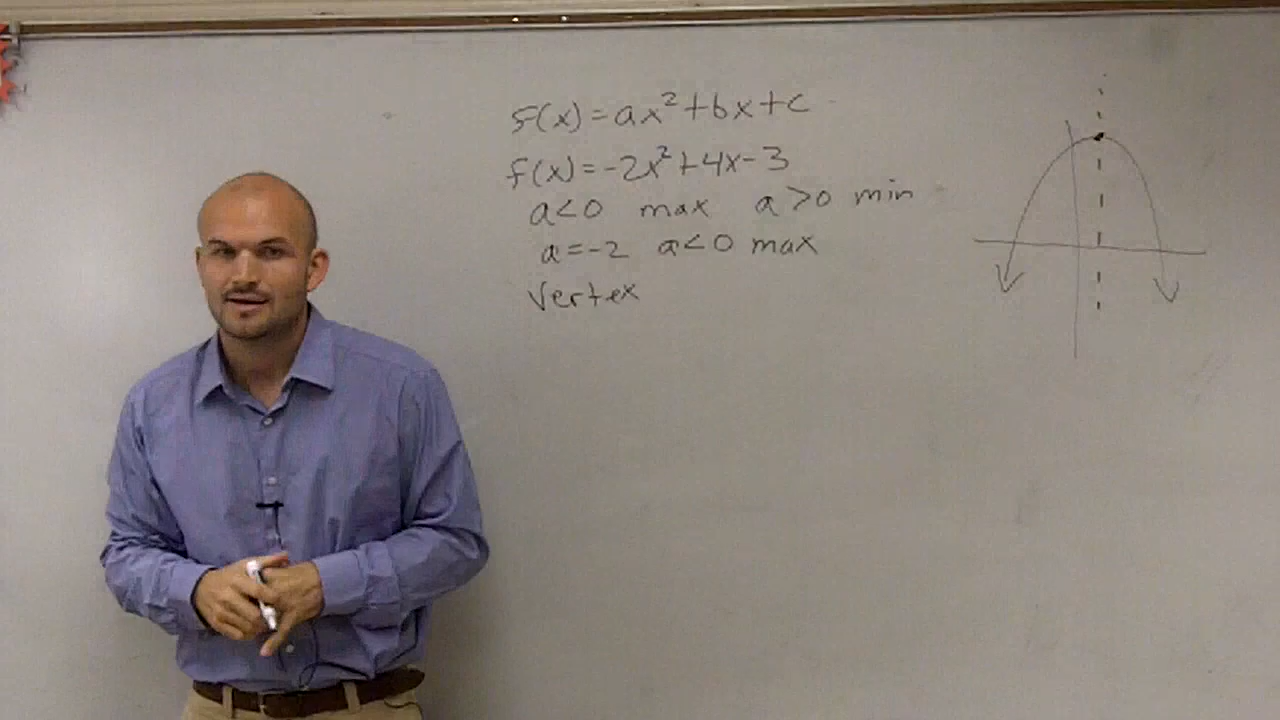 f(x)=ax²+bx+c
f(x)=-2x²+4x-3
a<0 max a>0 min
a=-2 a<0 max
Vertex